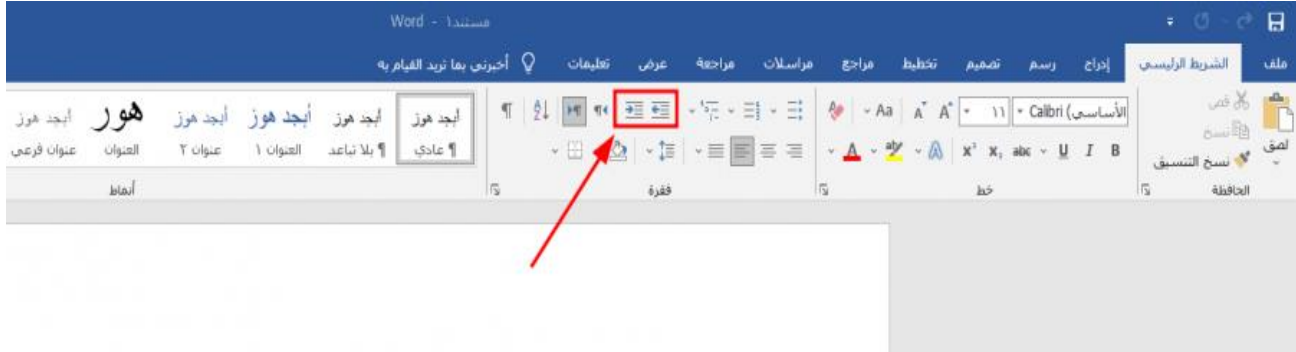 مستند١ - Word
ملف الشريط الرئيسي إدراج رسم تصميم تخطيط مراجع مراسلات مراجعة عرض تعليمات أخبرني بما تريد القيام به
لصق
قص
نسخ
نسخ التنسيق
الحافظة
Calibri (الأساسي) ١١ A A Aa
B I U abc x₂ x² A aby A
خط
فقرة
أبجد هوز أبجد هوز أبجد هوز أبجد هوز هور أبجد هوز
¶ عادي ¶ بلا تباعد العنوان ١ عنوان ٢ العنوان عنوان فرعي
أنماط